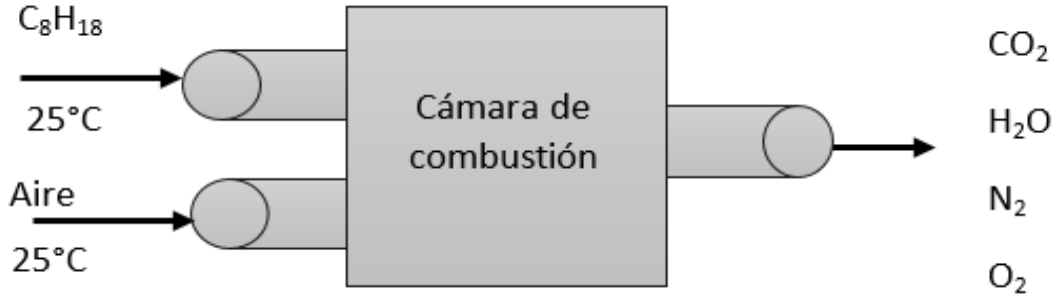 C₈H₁₈
25°C
Aire
25°C
Cámara de
combustión
CO₂
H₂O
N₂
O₂